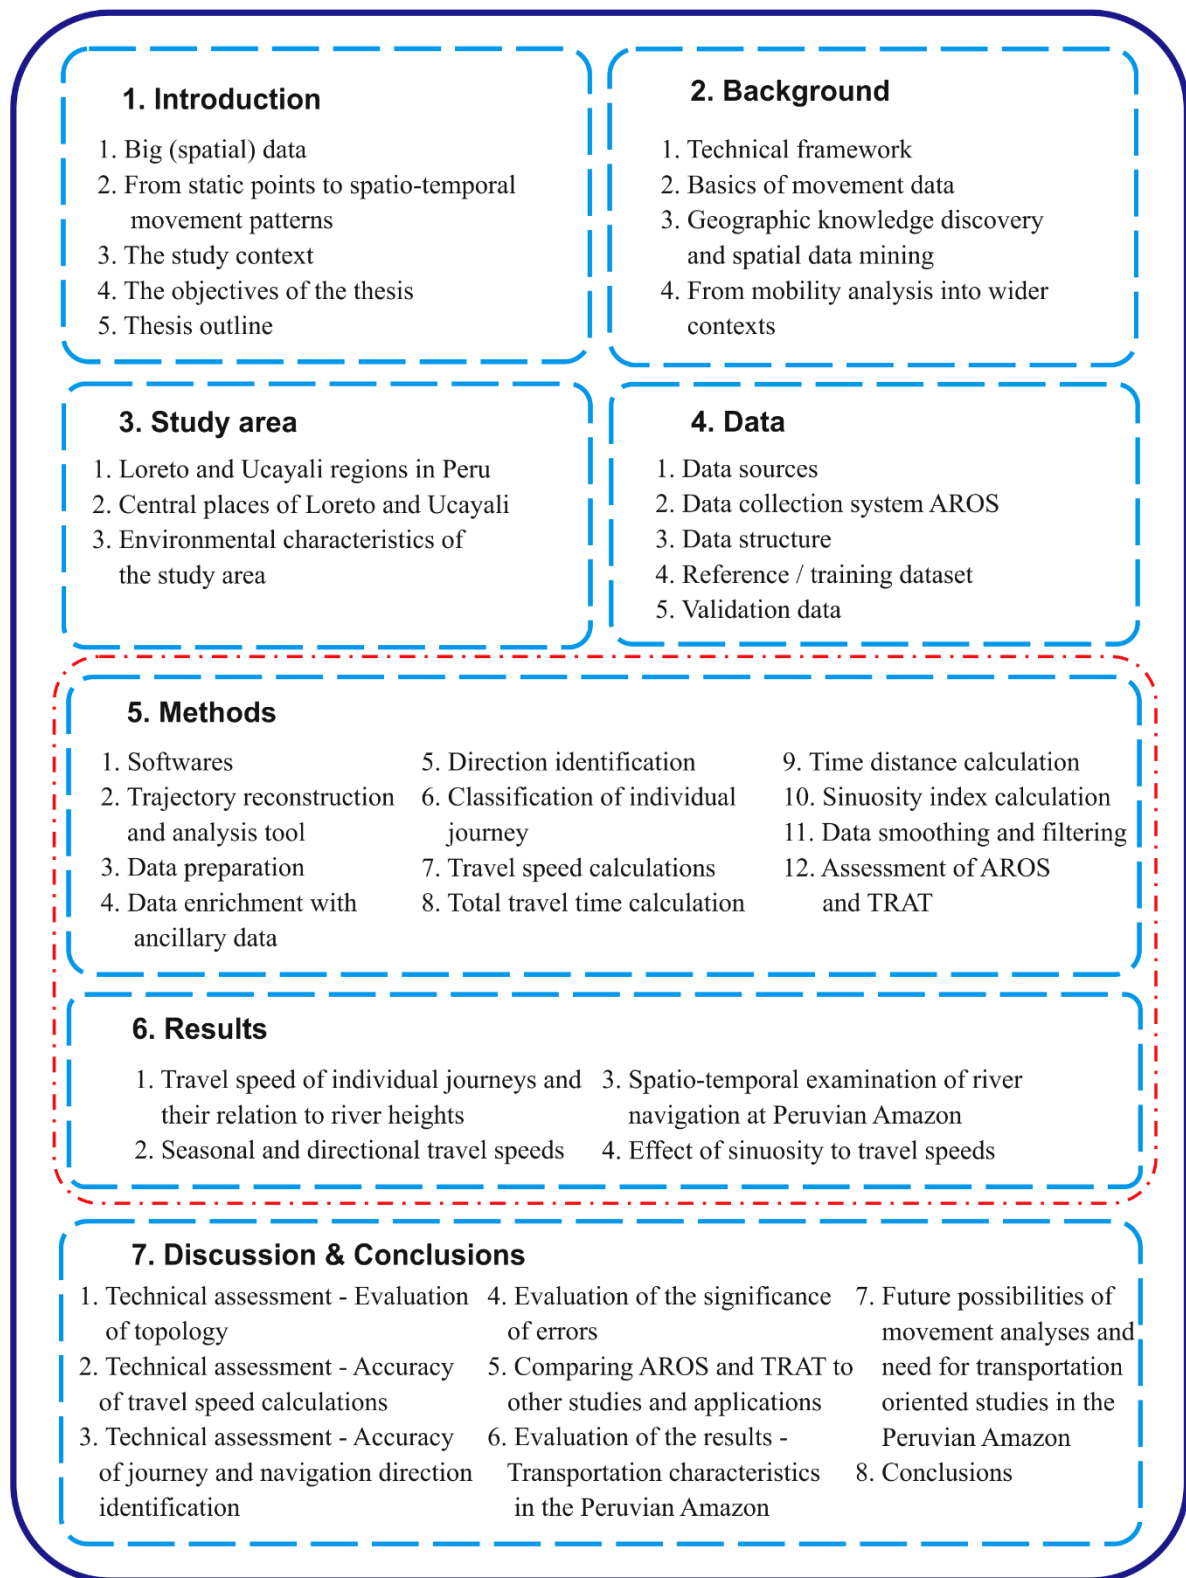 1. Introduction
1. Big (spatial) data
2. From static points to spatio-temporal
movement patterns
3. The study context
4. The objectives of the thesis
5. Thesis outline
2. Background
1. Technical framework
2. Basics of movement data
3. Geographic knowledge discovery
and spatial data mining
4. From mobility analysis into wider
contexts
3. Study area
1. Loreto and Ucayali regions in Peru
2. Central places of Loreto and Ucayali
3. Environmental characteristics of
the study area
4. Data
1. Data sources
2. Data collection system AROS
3. Data structure
4. Reference / training dataset
5. Validation data
5. Methods
1. Softwares
2. Trajectory reconstruction
and analysis tool
3. Data preparation
4. Data enrichment with
ancillary data
5. Direction identification
6. Classification of individual
journey
7. Travel speed calculations
8. Total travel time calculation
9. Time distance calculation
10. Sinuosity index calculation
11. Data smoothing and filtering
12. Assessment of AROS
and TRAT
6. Results
1. Travel speed of individual journeys and
their relation to river heights
2. Seasonal and directional travel speeds
3. Spatio-temporal examination of river
navigation at Peruvian Amazon
4. Effect of sinuosity to travel speeds
7. Discussion & Conclusions
1. Technical assessment - Evaluation
of topology
2. Technical assessment - Accuracy
of travel speed calculations
3. Technical assessment - Accuracy
of journey and navigation direction
identification
4. Evaluation of the significance
of errors
5. Comparing AROS and TRAT to
other studies and applications
6. Evaluation of the results -
Transportation characteristics
in the Peruvian Amazon
7. Future possibilities of
movement analyses and
need for transportation
oriented studies in the
Peruvian Amazon
8. Conclusions